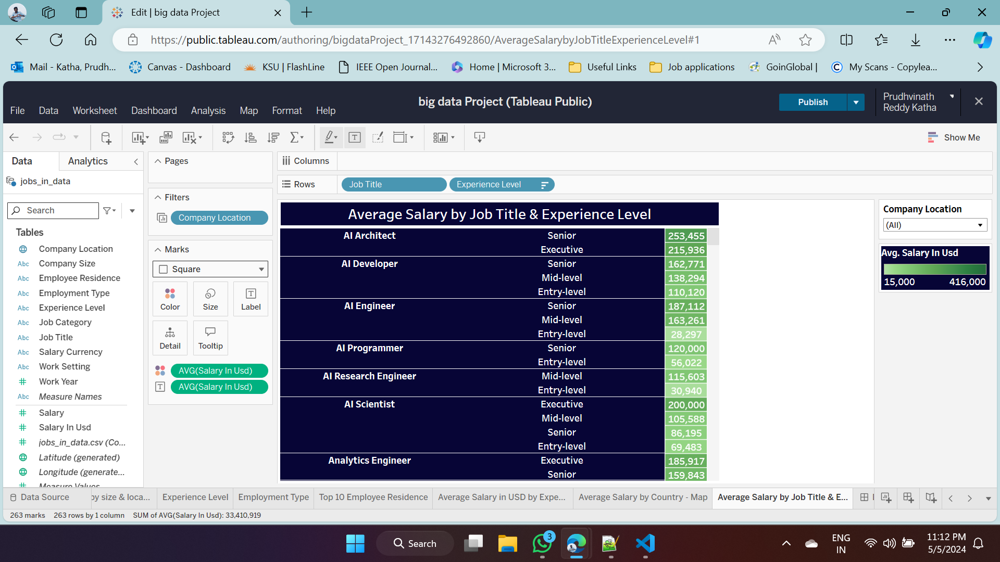 Edit | big data Project
https://public.tableau.com/authoring/bigdataProject_17143276492860/AverageSalarybyJobTitleExperienceLevel#1
Mail - Katha, Prudh... Canvas - Dashboard KSU | FlashLine IEEE Open Journal... Home | Microsoft 3... Useful Links Job applications GoinGlobal | My Scans - Copylea...
big data Project (Tableau Public)
File Data Worksheet Dashboard Analysis Map Format Help
Publish
Prudhvinath
Reddy Katha
Show Me
Data Analytics
jobs_in_data
Search
Tables
Company Location
Abc Company Size
Abc Employee Residence
Abc Employment Type
Abc Experience Level
Abc Job Category
Abc Job Title
Abc Salary Currency
Abc Work Setting
Work Year
Abc Measure Names
Salary
Salary In Usd
jobs_in_data.csv (Co...
Latitude (generated)
Longitude (generate...
Measure Values
Pages
Filters
Company Location
Marks
Square
Color Size Label
Detail Tooltip
AVG(Salary In Usd)
AVG(Salary In Usd)
Columns
Rows Job Title Experience Level
Average Salary by Job Title & Experience Level
AI Architect Senior 253,455
Executive 215,936
AI Developer Senior 162,771
Mid-level 138,294
Entry-level 110,120
AI Engineer Senior 187,112
Mid-level 163,261
Entry-level 28,297
AI Programmer Senior 120,000
Entry-level 56,022
AI Research Engineer Mid-level 115,603
Entry-level 30,940
AI Scientist Executive 200,000
Mid-level 105,588
Senior 86,195
Entry-level 69,483
Analytics Engineer Executive 185,917
Senior 159,843
Company Location
(All)
Avg. Salary In Usd
15,000 416,000
Data Source by size & loca... Experience Level Employment Type Top 10 Employee Residence Average Salary in USD by Expe... Average Salary by Country - Map Average Salary by Job Title & E...
263 marks 263 rows by 1 column SUM of AVG(Salary In Usd): 33,410,919
Search
3
ENG
IN
11:12 PM
5/5/2024